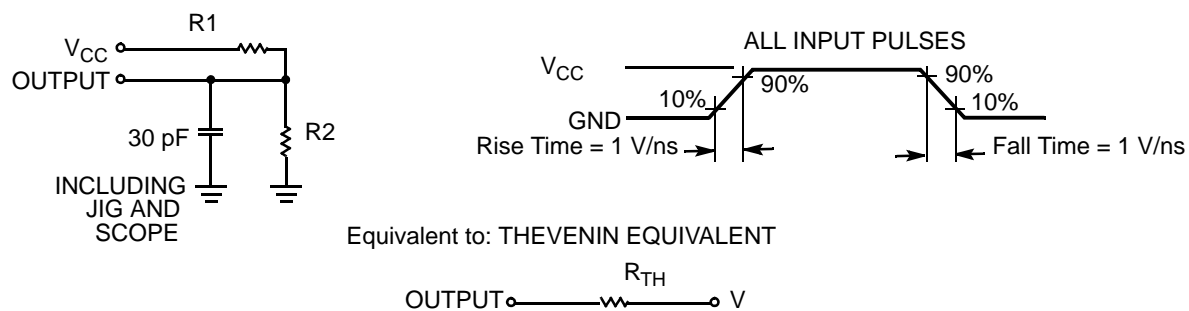 R1
V_CC
OUTPUT
30 pF
R2
INCLUDING
JIG AND
SCOPE
ALL INPUT PULSES
V_CC
90%
90%
10%
10%
GND
Rise Time = 1 V/ns
Fall Time = 1 V/ns
Equivalent to: THEVENIN EQUIVALENT
R_TH
OUTPUT
V